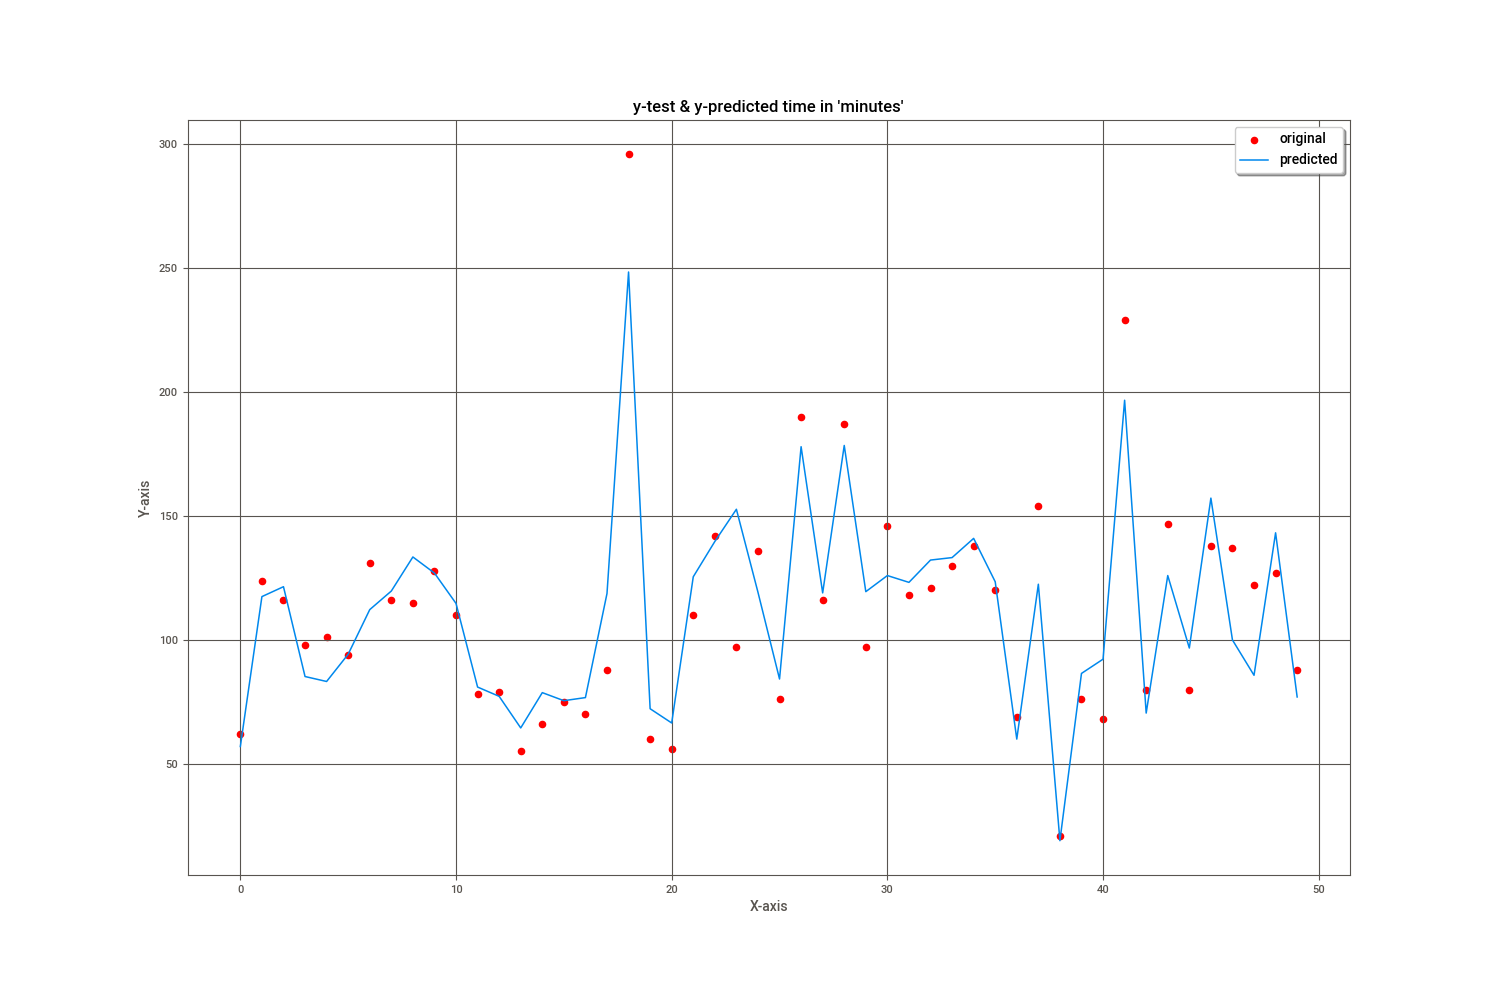 y-test & y-predicted time in 'minutes'
original
predicted
300
250
200
150
100
50
Y-axis
0 10 20 30 40 50
X-axis